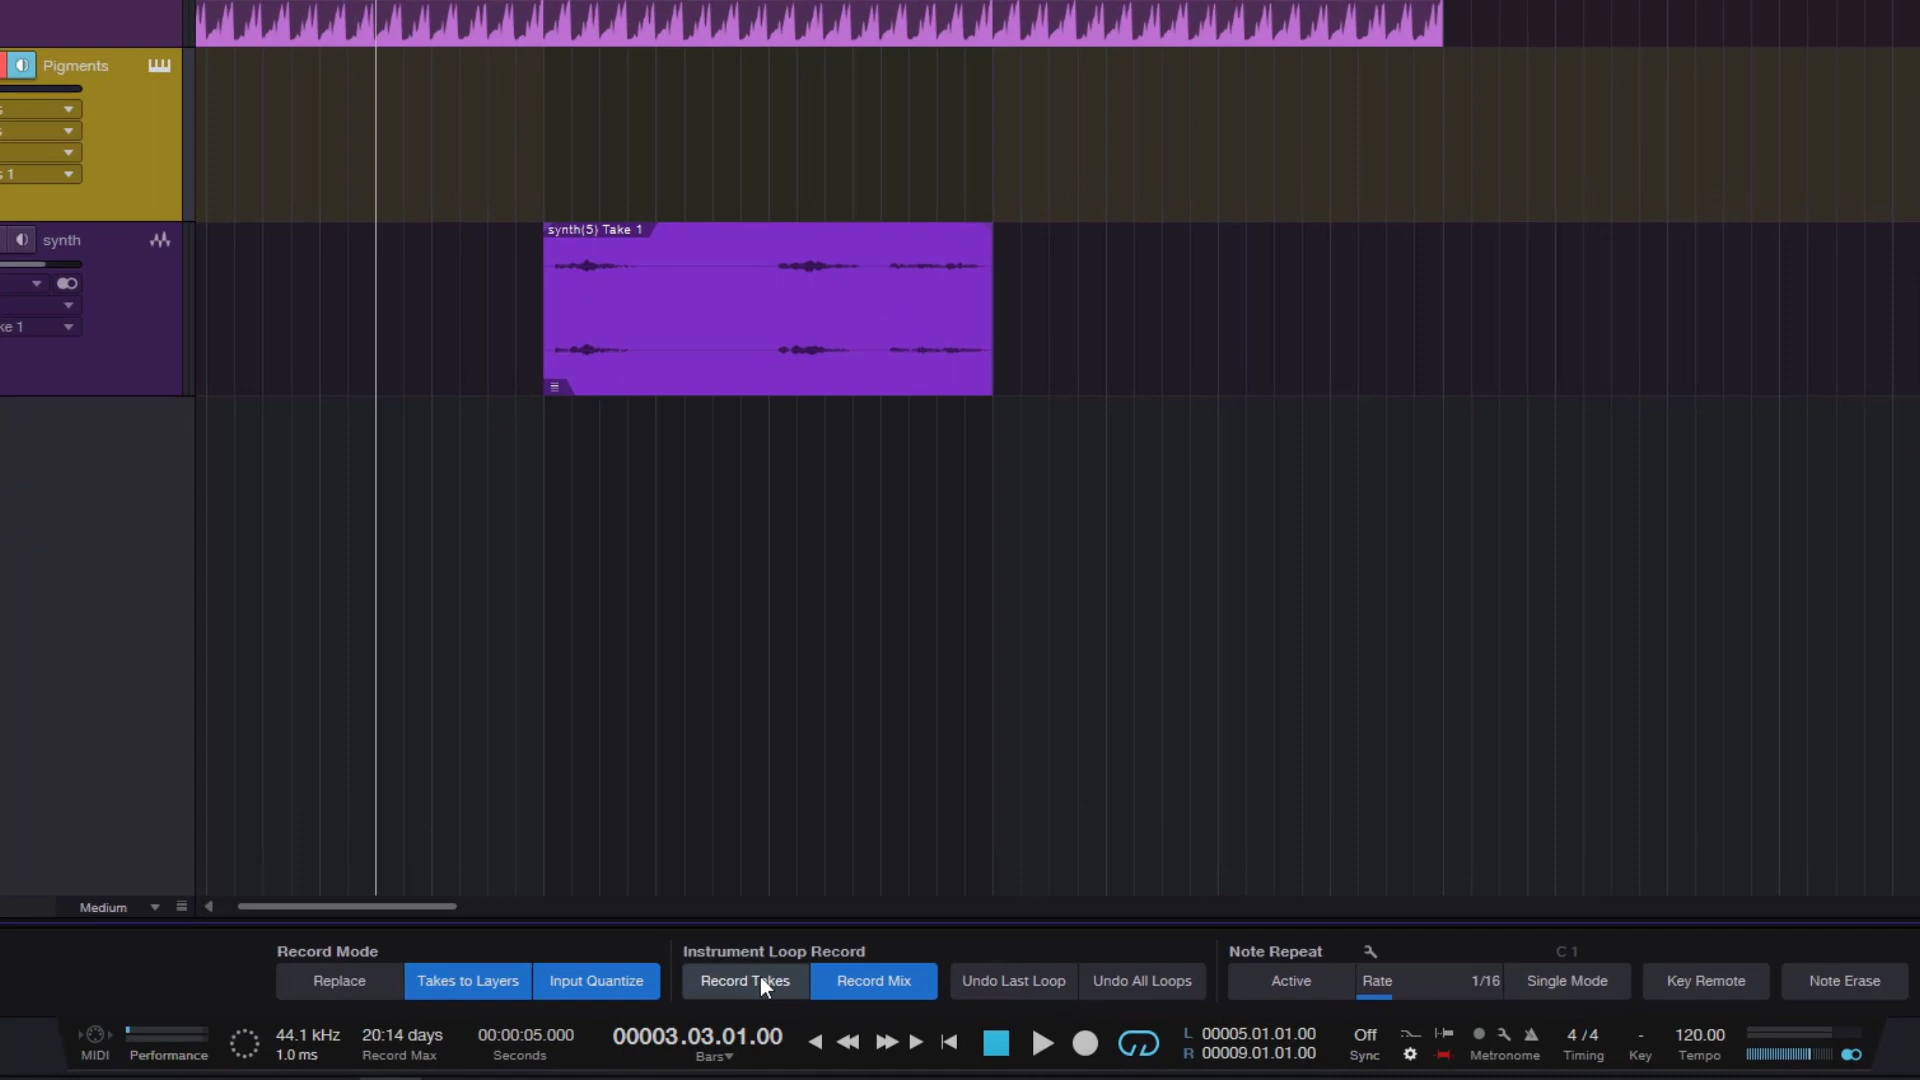 Pigments
s
s
s 1
synth
ke 1
synth(5) Take 1
Medium
Record Mode
Replace
Takes to Layers
Input Quantize
Instrument Loop Record
Record Takes
Record Mix
Undo Last Loop
Undo All Loops
Note Repeat
C 1
Active
Rate
1/16
Single Mode
Key Remote
Note Erase
MIDI
Performance
44.1 kHz
1.0 ms
20:14 days
Record Max
00:00:05.000
Seconds
00003.03.01.00
Bars
L 00005.01.01.00
R 00009.01.01.00
Off
Sync
Metronome
4 / 4
Timing
-
Key
120.00
Tempo